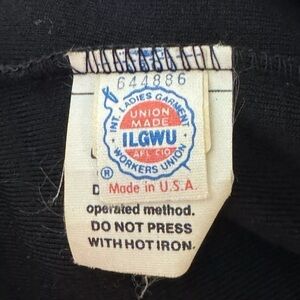 644886
INT. LADIES GARMENT
UNION
MADE
ILGWU
AFL CIO
WORKERS UNION
®
Made in U.S.A.
operated method.
DO NOT PRESS
WITH HOT IRON.